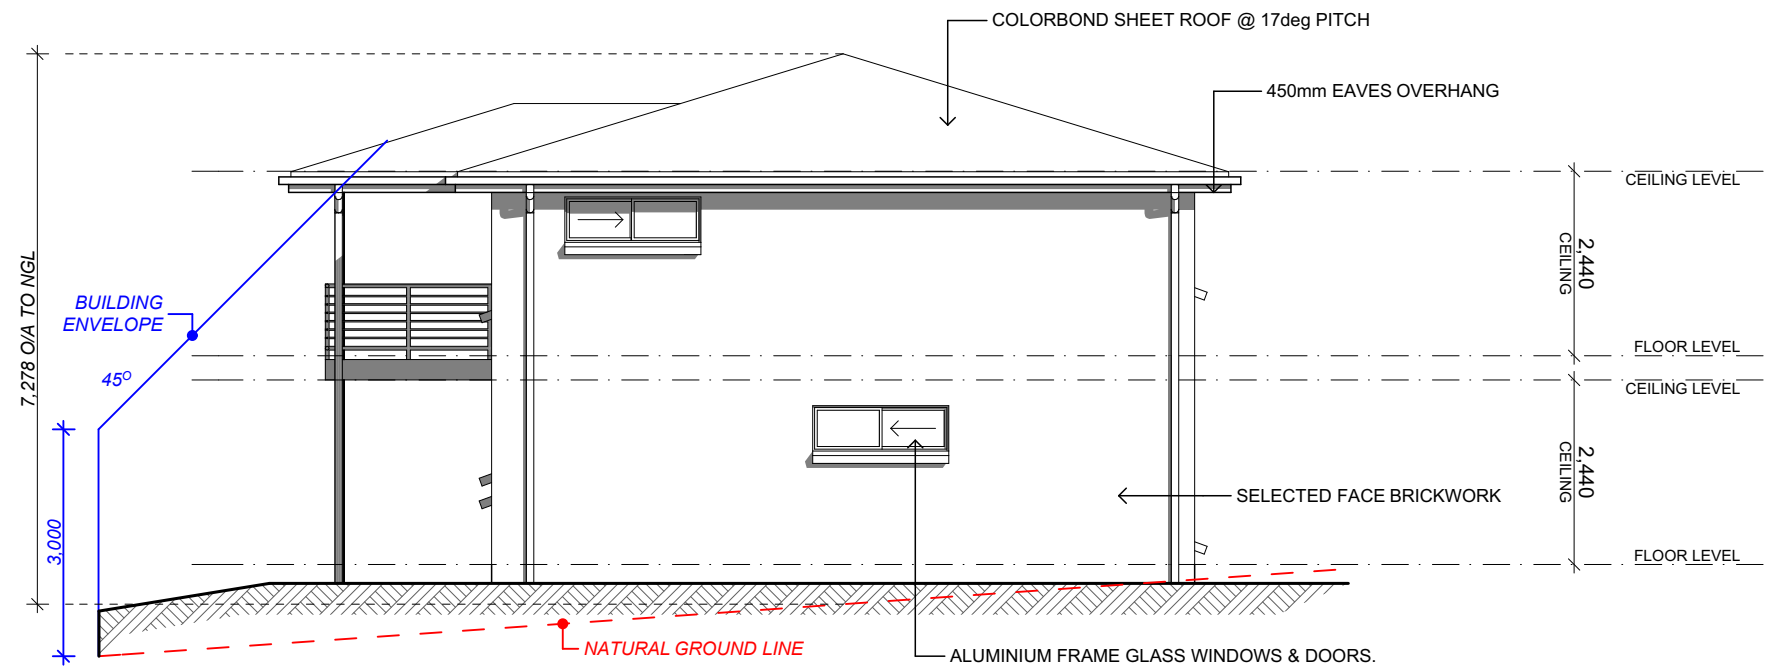 COLORBOND SHEET ROOF @ 17deg PITCH
450mm EAVES OVERHANG
CEILING LEVEL
2,440
CEILING
7,278 O/A TO NGL
BUILDING
ENVELOPE
45O
FLOOR LEVEL
CEILING LEVEL
2,440
CEILING
SELECTED FACE BRICKWORK
3,000
FLOOR LEVEL
NATURAL GROUND LINE
ALUMINIUM FRAME GLASS WINDOWS & DOORS.